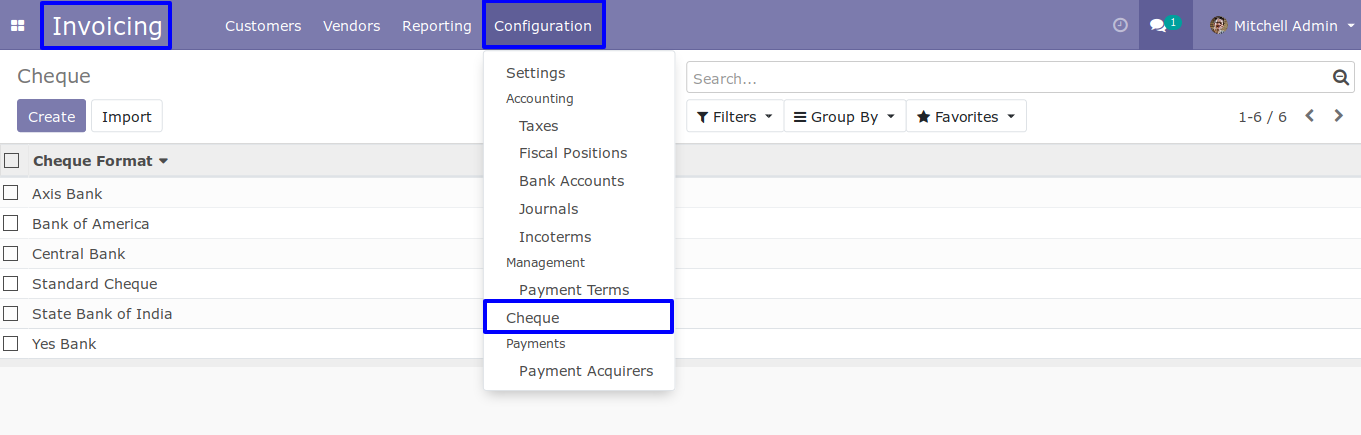 Invoicing Customers Vendors Reporting Configuration 1 Mitchell Admin
Cheque
Search...
Create Import
Filters Group By Favorites 1-6 / 6
Settings
Accounting
Taxes
Fiscal Positions
Bank Accounts
Journals
Incoterms
Management
Payment Terms
Cheque
Payments
Payment Acquirers
Cheque Format
Axis Bank
Bank of America
Central Bank
Standard Cheque
State Bank of India
Yes Bank